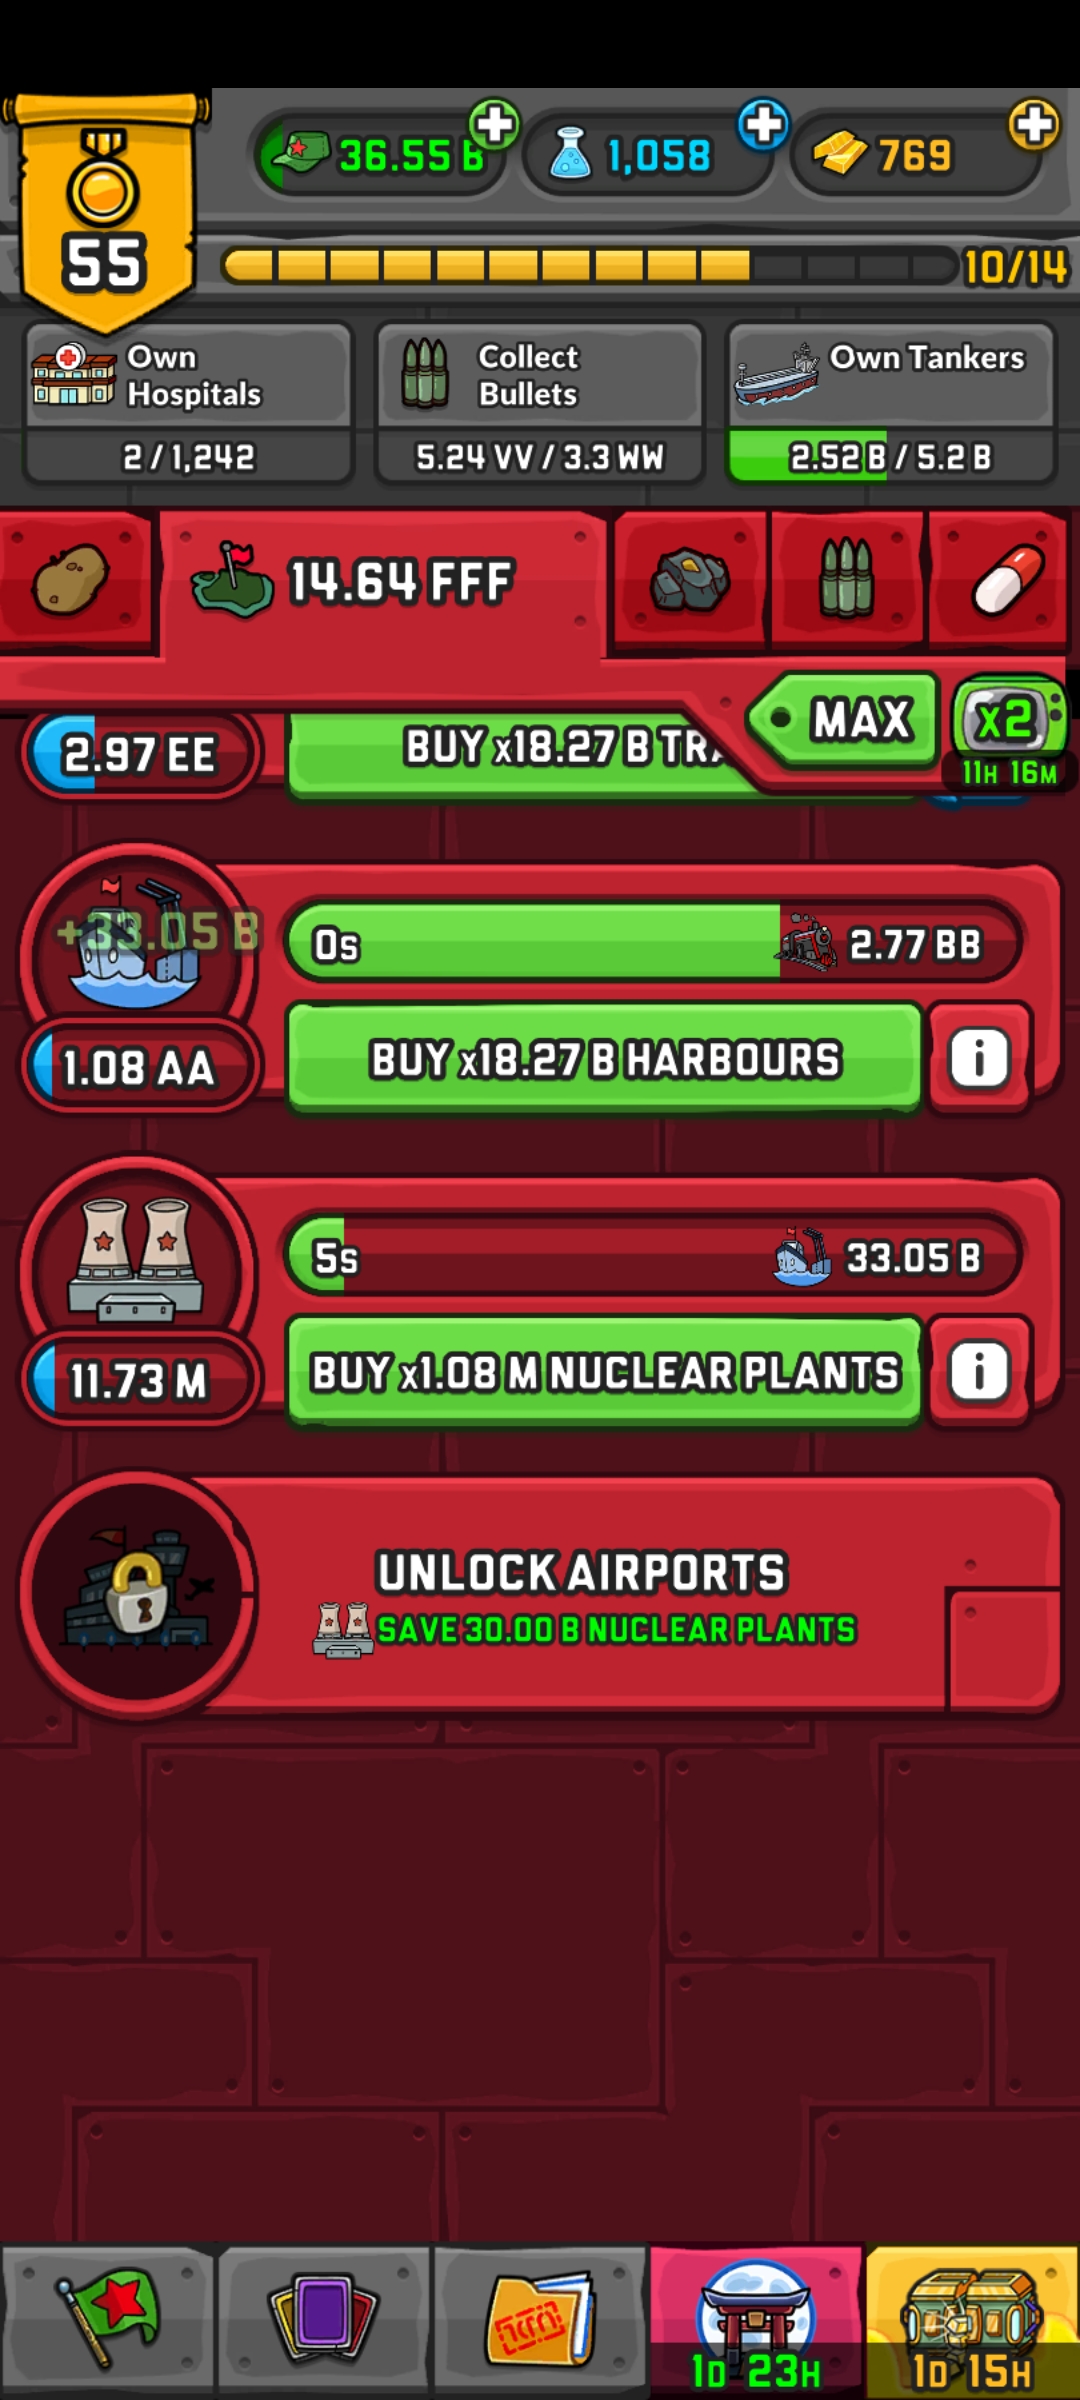 36.55 B
1,058
769
55
10/14
Own
Hospitals
2 / 1,242
Collect
Bullets
5.24 VV / 3.3 WW
Own Tankers
2.52 B / 5.2 B
14.64 FFF
MAX
x2
11H 16M
2.97 EE
BUY x18.27 B TRA
+33.05 B
0s
2.77 BB
1.08 AA
BUY x18.27 B HARBOURS
i
5s
33.05 B
11.73 M
BUY x1.08 M NUCLEAR PLANTS
i
UNLOCK AIRPORTS
SAVE 30.00 B NUCLEAR PLANTS
1D 23H
1D 15H